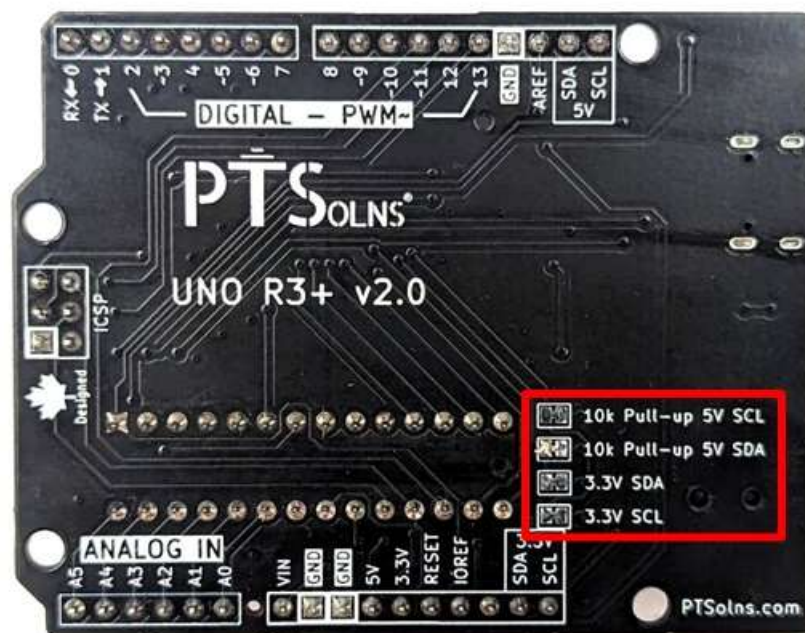 RX←0 TX→1 2 ~3 4 ~5 ~6 7 8 ~9 ~10 ~11 12 13 GND AREF SDA SCL
5V
DIGITAL - PWM~
PTSOLNS®
UNO R3+ v2.0
ICSP
Designed
10k Pull-up 5V SCL
10k Pull-up 5V SDA
3.3V SDA
3.3V SCL
ANALOG IN
3.3V
A5 A4 A3 A2 A1 A0 VIN GND GND 5V 3.3V RESET IOREF SDA SCL
PTSolns.com